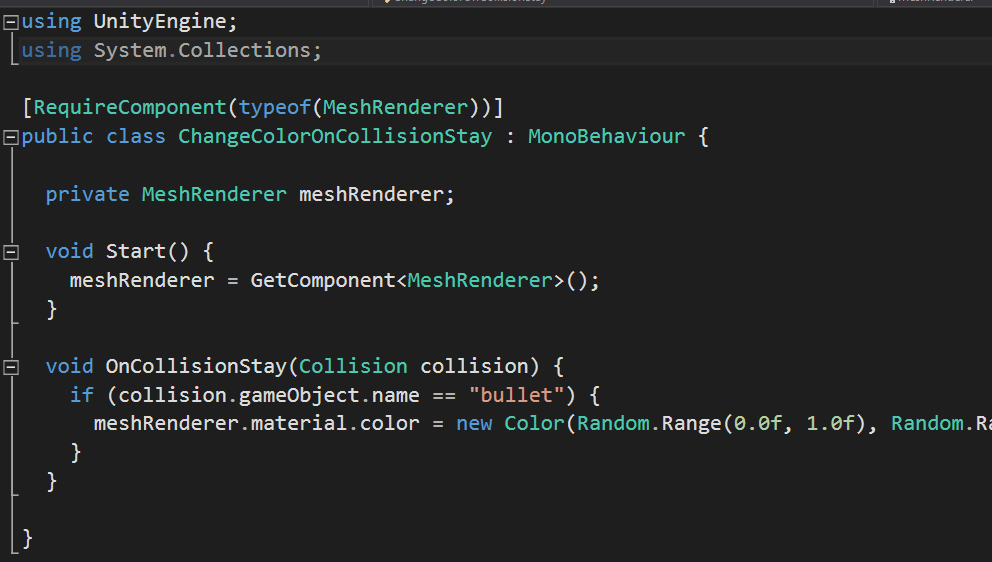 using UnityEngine;
using System.Collections;
[RequireComponent(typeof(MeshRenderer))]
public class ChangeColorOnCollisionStay : MonoBehaviour {
private MeshRenderer meshRenderer;
void Start() {
meshRenderer = GetComponent<MeshRenderer>();
}
void OnCollisionStay(Collision collision) {
if (collision.gameObject.name == "bullet") {
meshRenderer.material.color = new Color(Random.Range(0.0f, 1.0f), Random.Ra
}
}
}